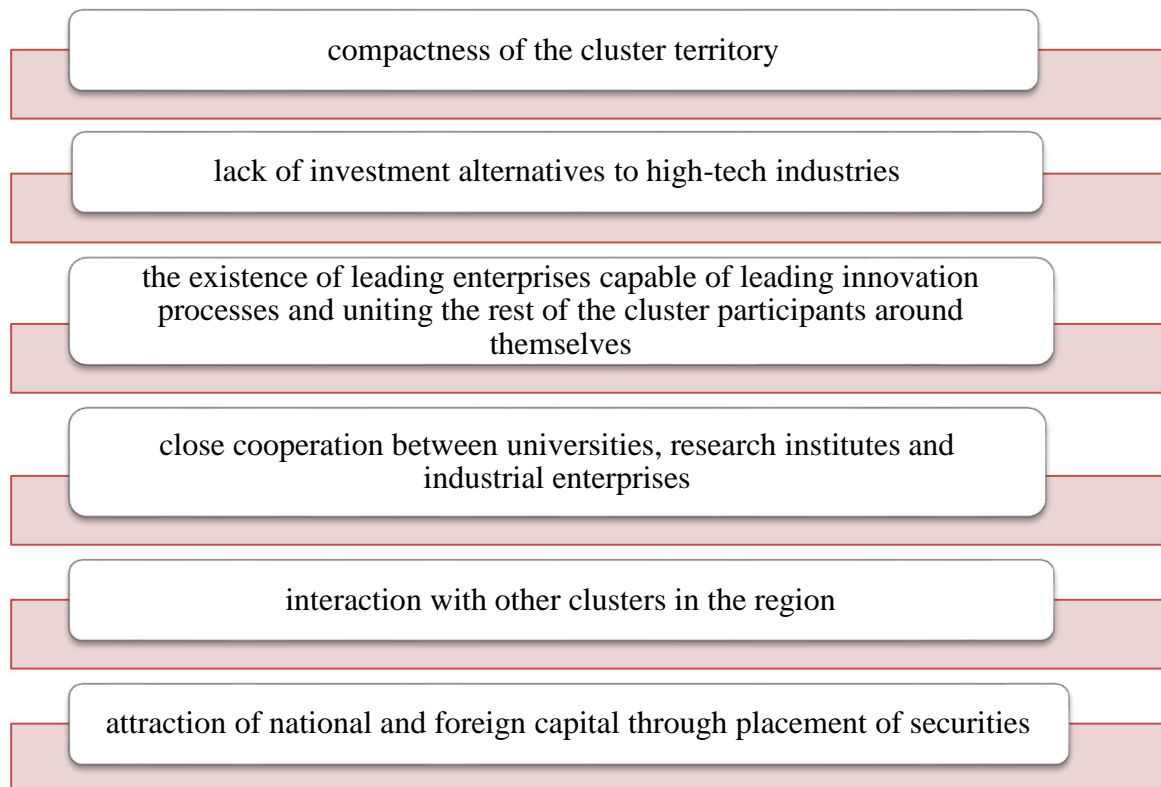 compactness of the cluster territory
lack of investment alternatives to high-tech industries
the existence of leading enterprises capable of leading innovation
processes and uniting the rest of the cluster participants around
themselves
close cooperation between universities, research institutes and
industrial enterprises
interaction with other clusters in the region
attraction of national and foreign capital through placement of securities